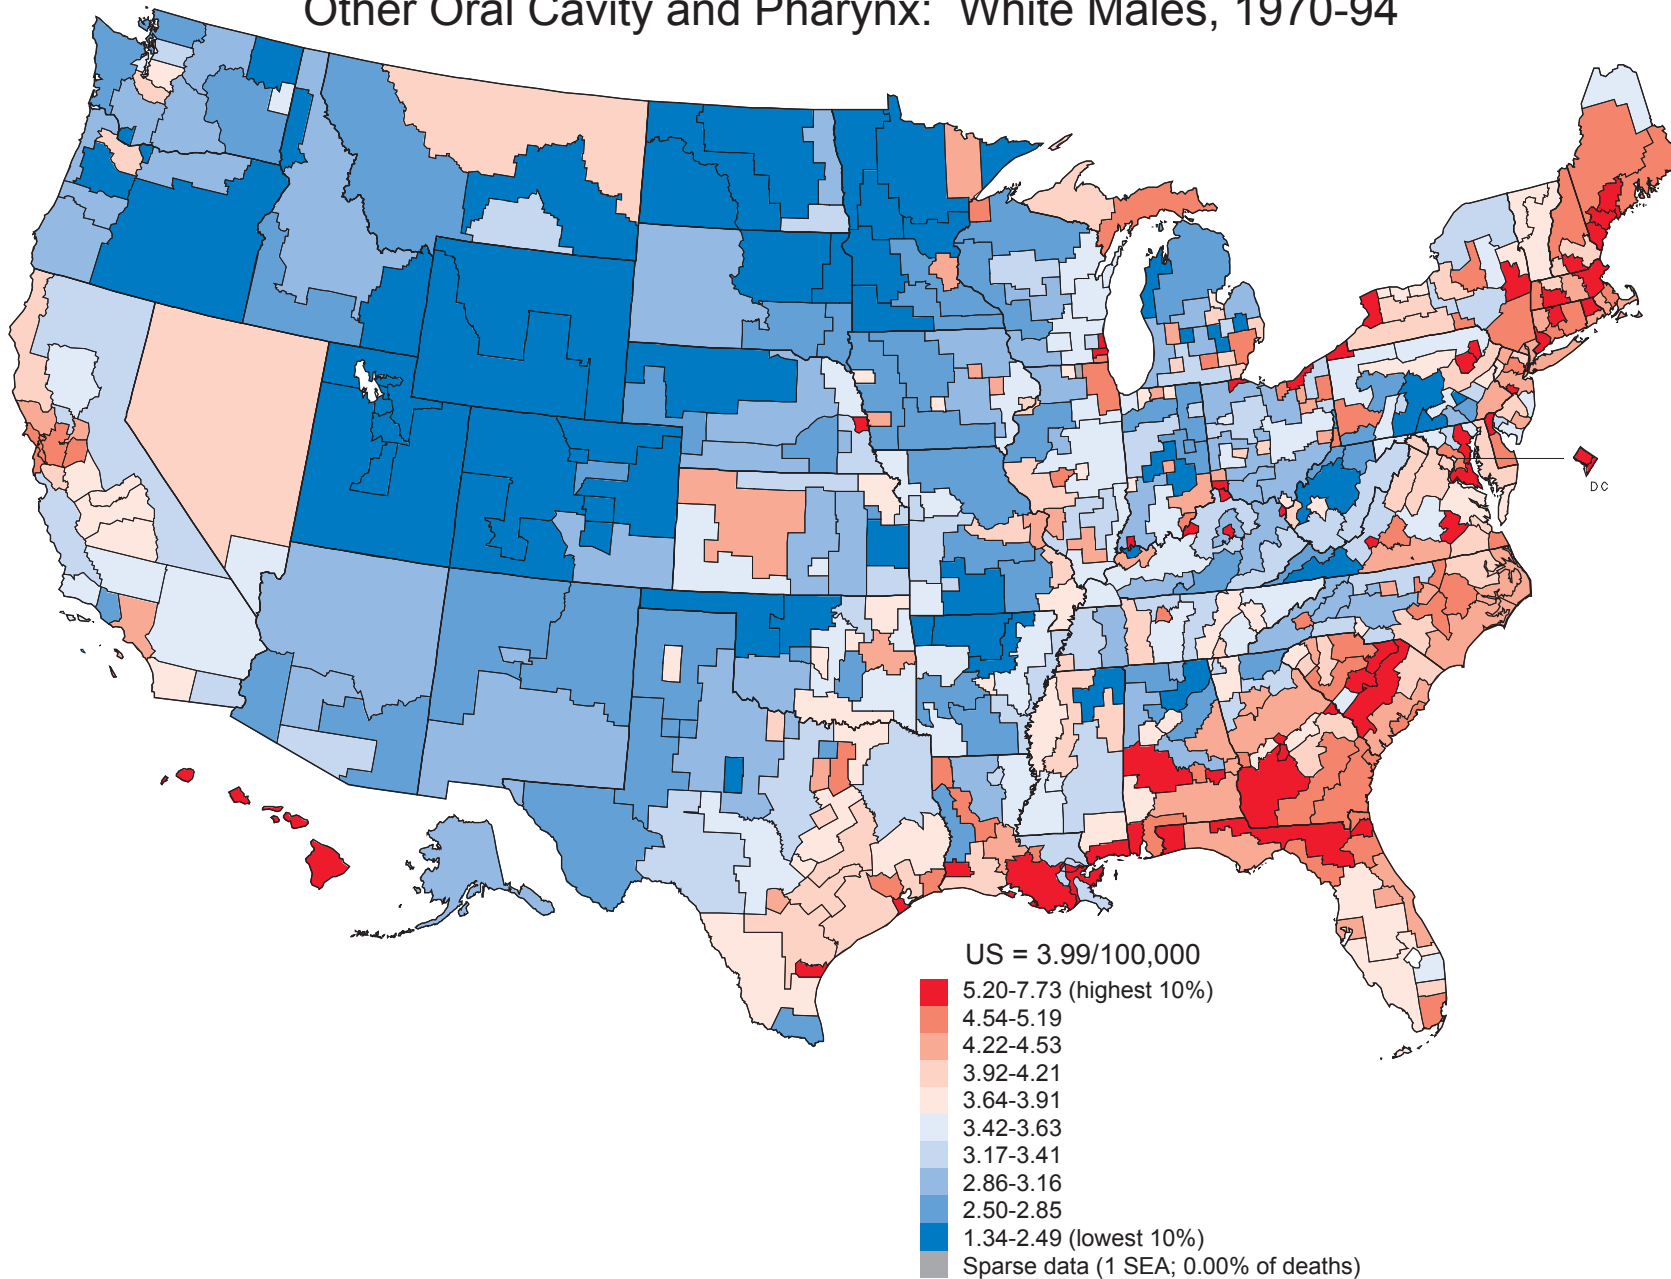 Other Oral Cavity and Pharynx: White Males, 1970-94
DC
US = 3.99/100,000
5.20-7.73 (highest 10%)
4.54-5.19
4.22-4.53
3.92-4.21
3.64-3.91
3.42-3.63
3.17-3.41
2.86-3.16
2.50-2.85
1.34-2.49 (lowest 10%)
Sparse data (1 SEA; 0.00% of deaths)